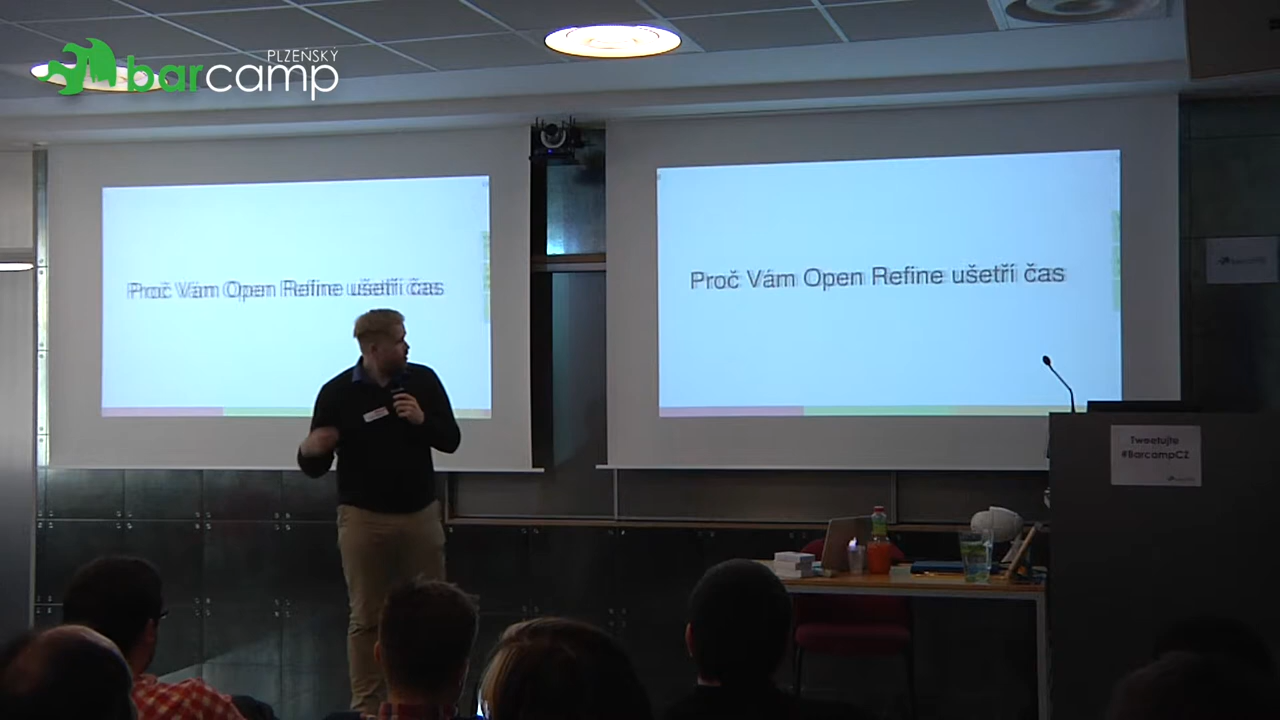 PLZEŇSKÝ
barcamp
Proč Vám Open Refine ušetří čas
Proč Vám Open Refine ušetří čas
Tweetujte
#BarcampCZ